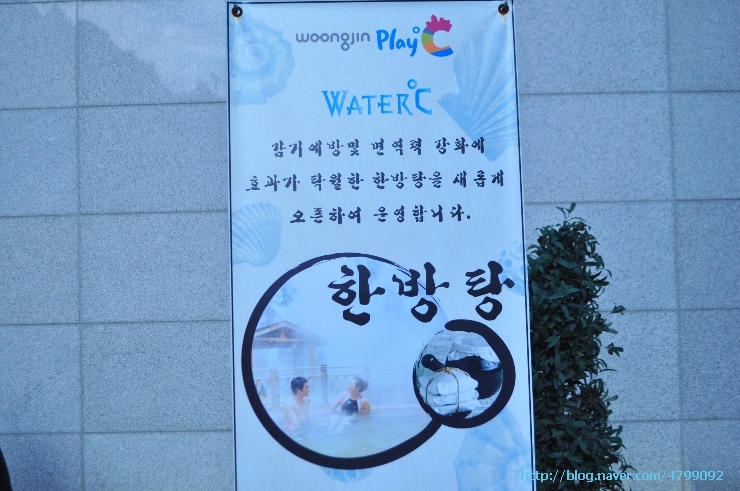 woongjin Play℃
WATER℃
감기예방및 면역력 강화에
효과가 탁월한 한방탕을 새롭게
오픈하여 운영합니다.
한방탕
http://blog.naver.com/4799092